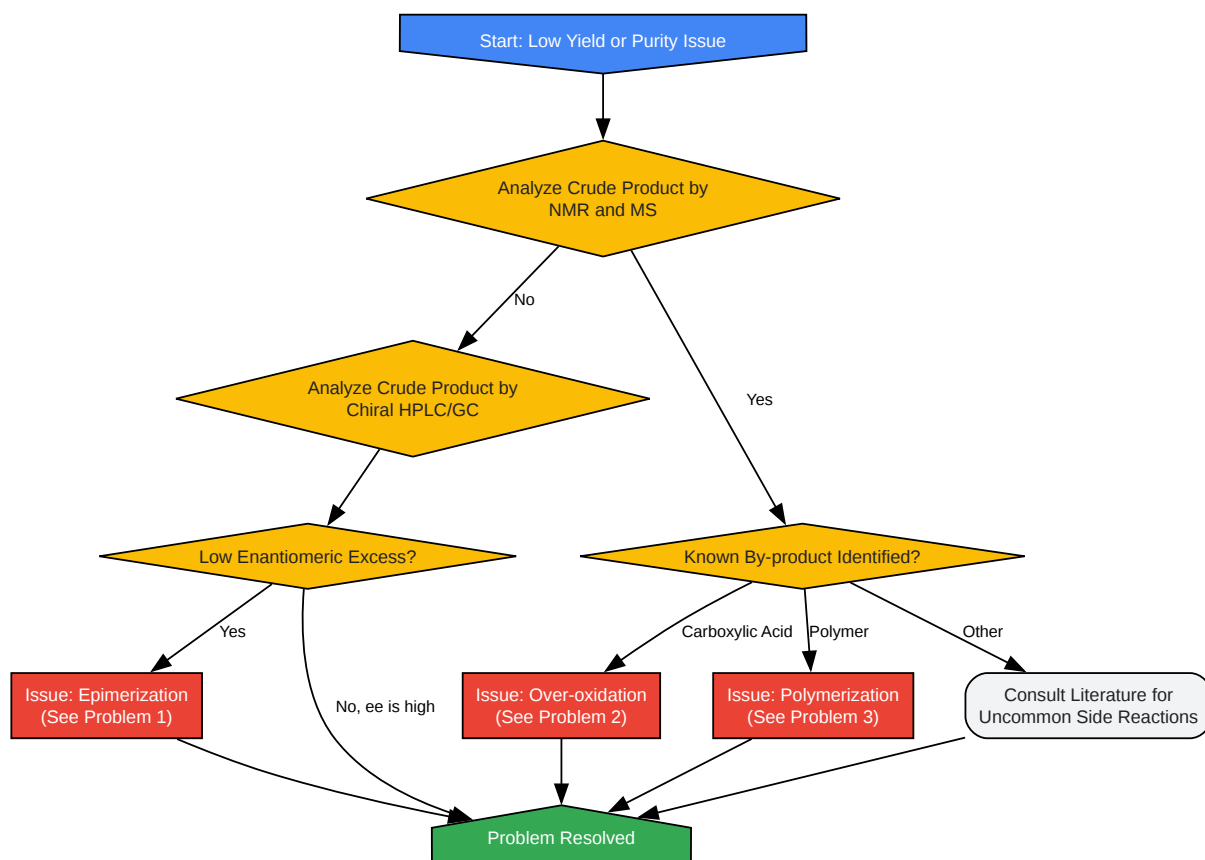 Start: Low Yield or Purity Issue
Analyze Crude Product by
NMR and MS
No
Analyze Crude Product by
Chiral HPLC/GC
Yes
Low Enantiomeric Excess?
Known By-product Identified?
Yes
Carboxylic Acid
Polymer
Other
Issue: Epimerization
(See Problem 1)
No, ee is high
Issue: Over-oxidation
(See Problem 2)
Issue: Polymerization
(See Problem 3)
Consult Literature for
Uncommon Side Reactions
Problem Resolved